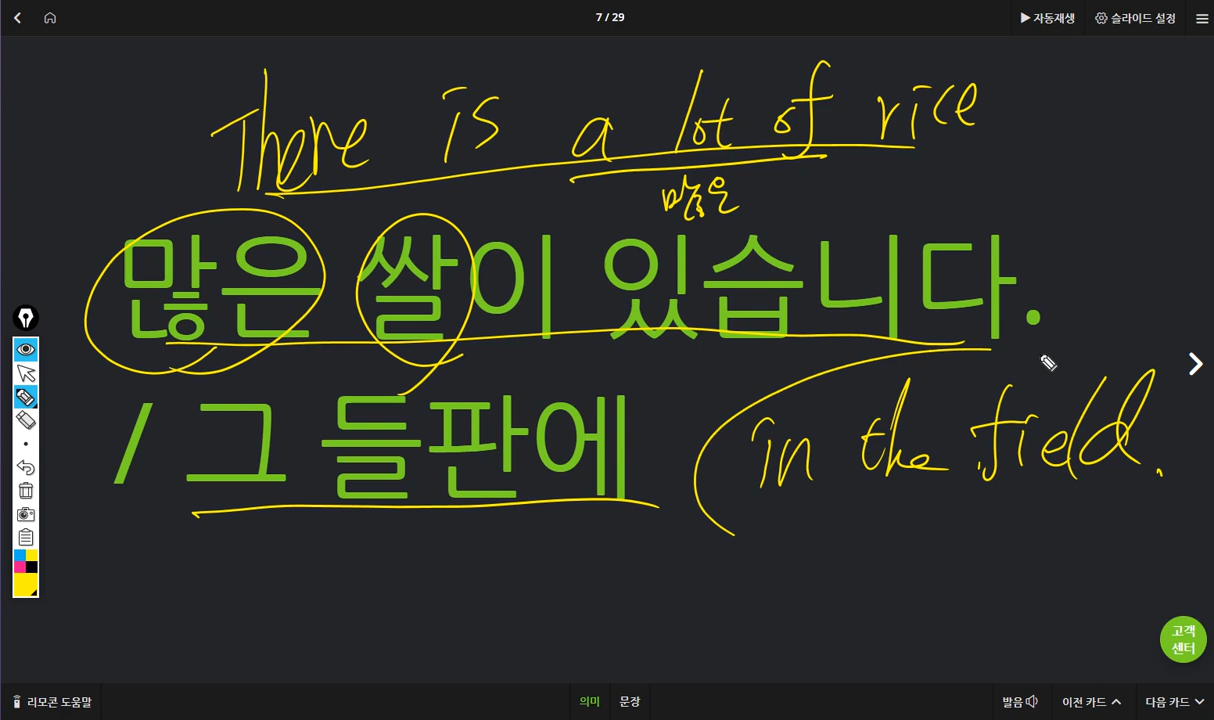 7 / 29
자동재생
슬라이드 설정
There is a lot of rice
많은
많은 쌀이 있습니다.
/ 그 들판에
in the field.
고객
센터
리모콘 도움말
의미
문장
발음
이전 카드
다음 카드